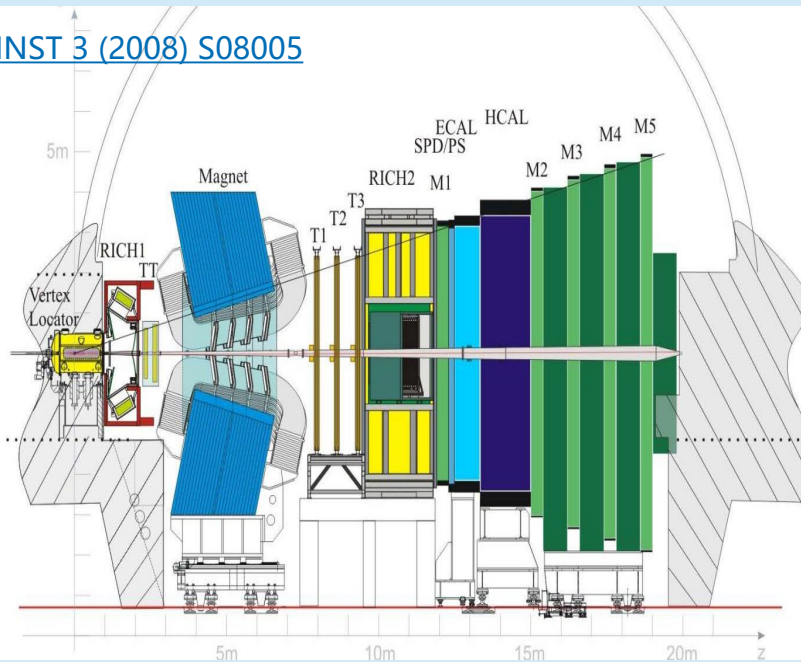 INST 3 (2008) S08005
5m
Magnet
RICH1
TT
Vertex
Locator
T1
T2
T3
RICH2
SPD/PS
M1
ECAL
HCAL
M2
M3
M4
M5
5m
10m
15m
20m
z